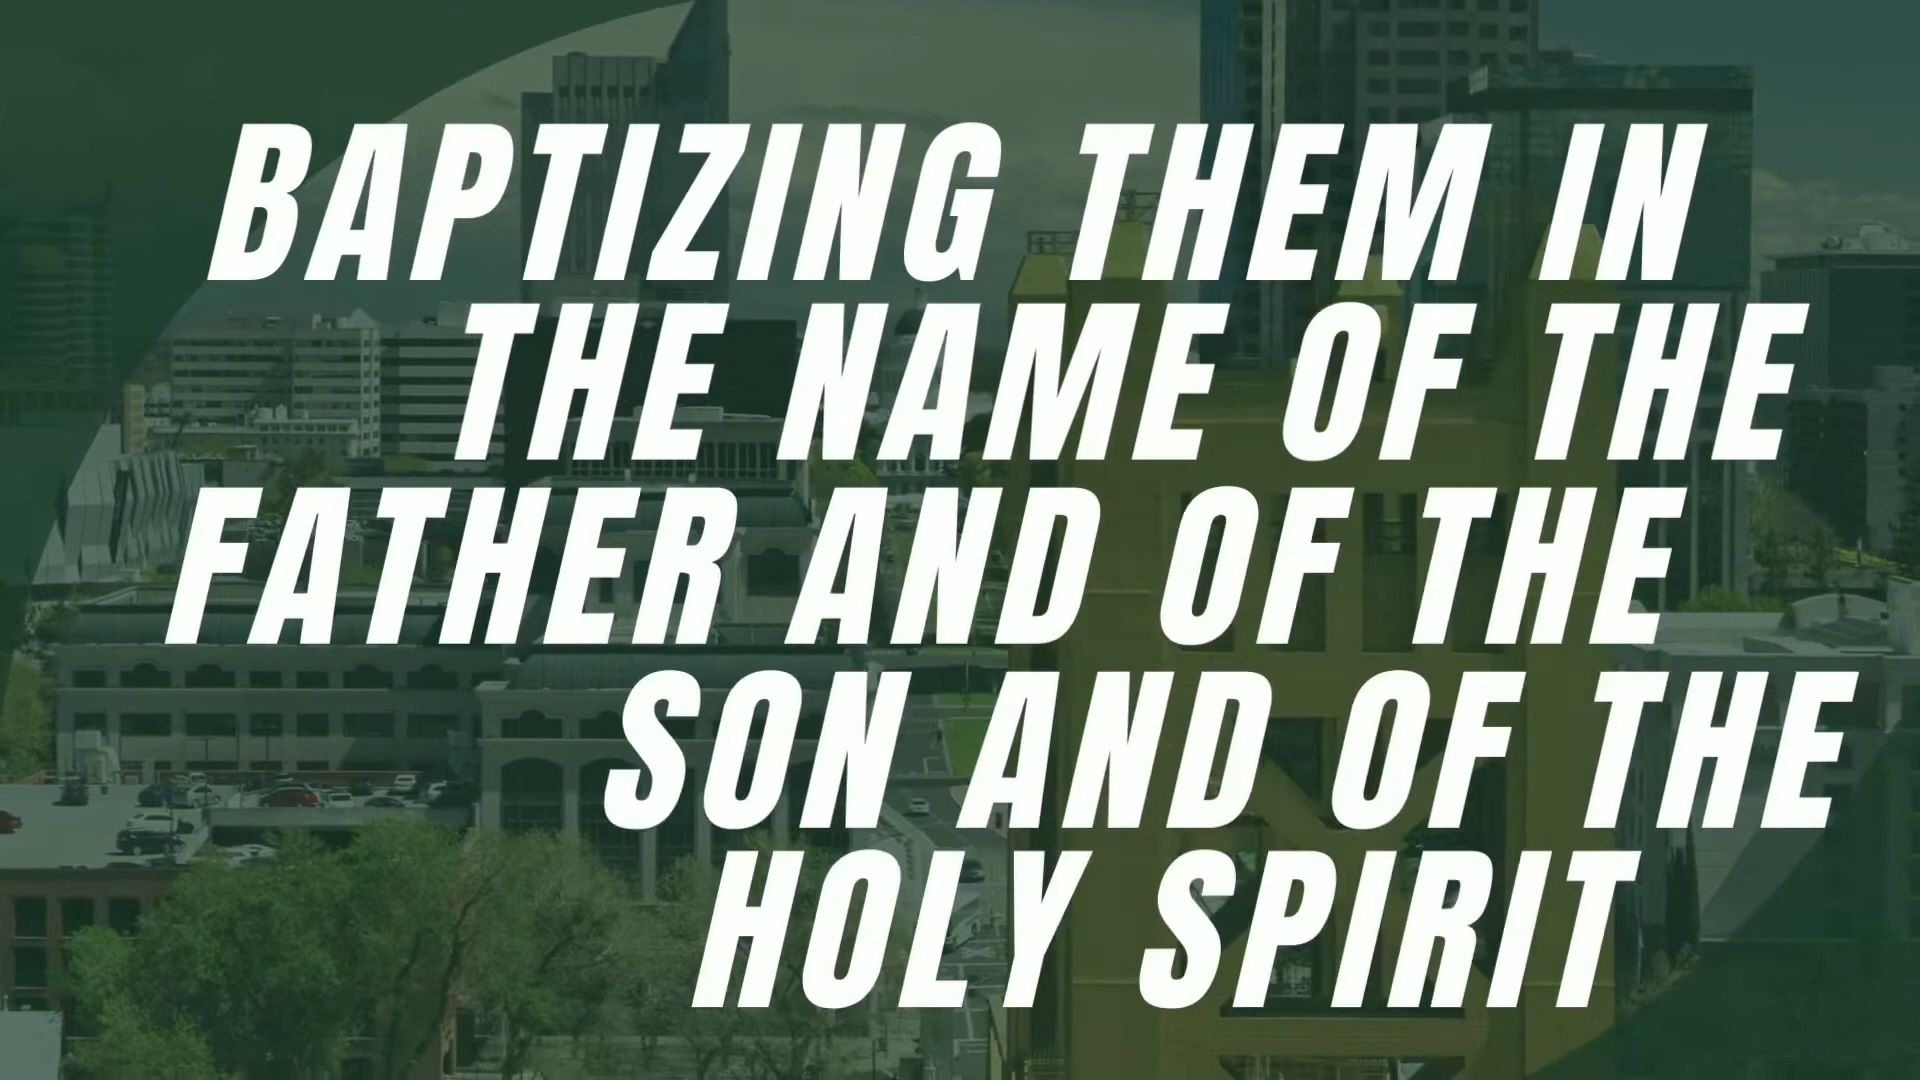 BAPTIZING THEM IN
THE NAME OF THE
FATHER AND OF THE
SON AND OF THE
HOLY SPIRIT